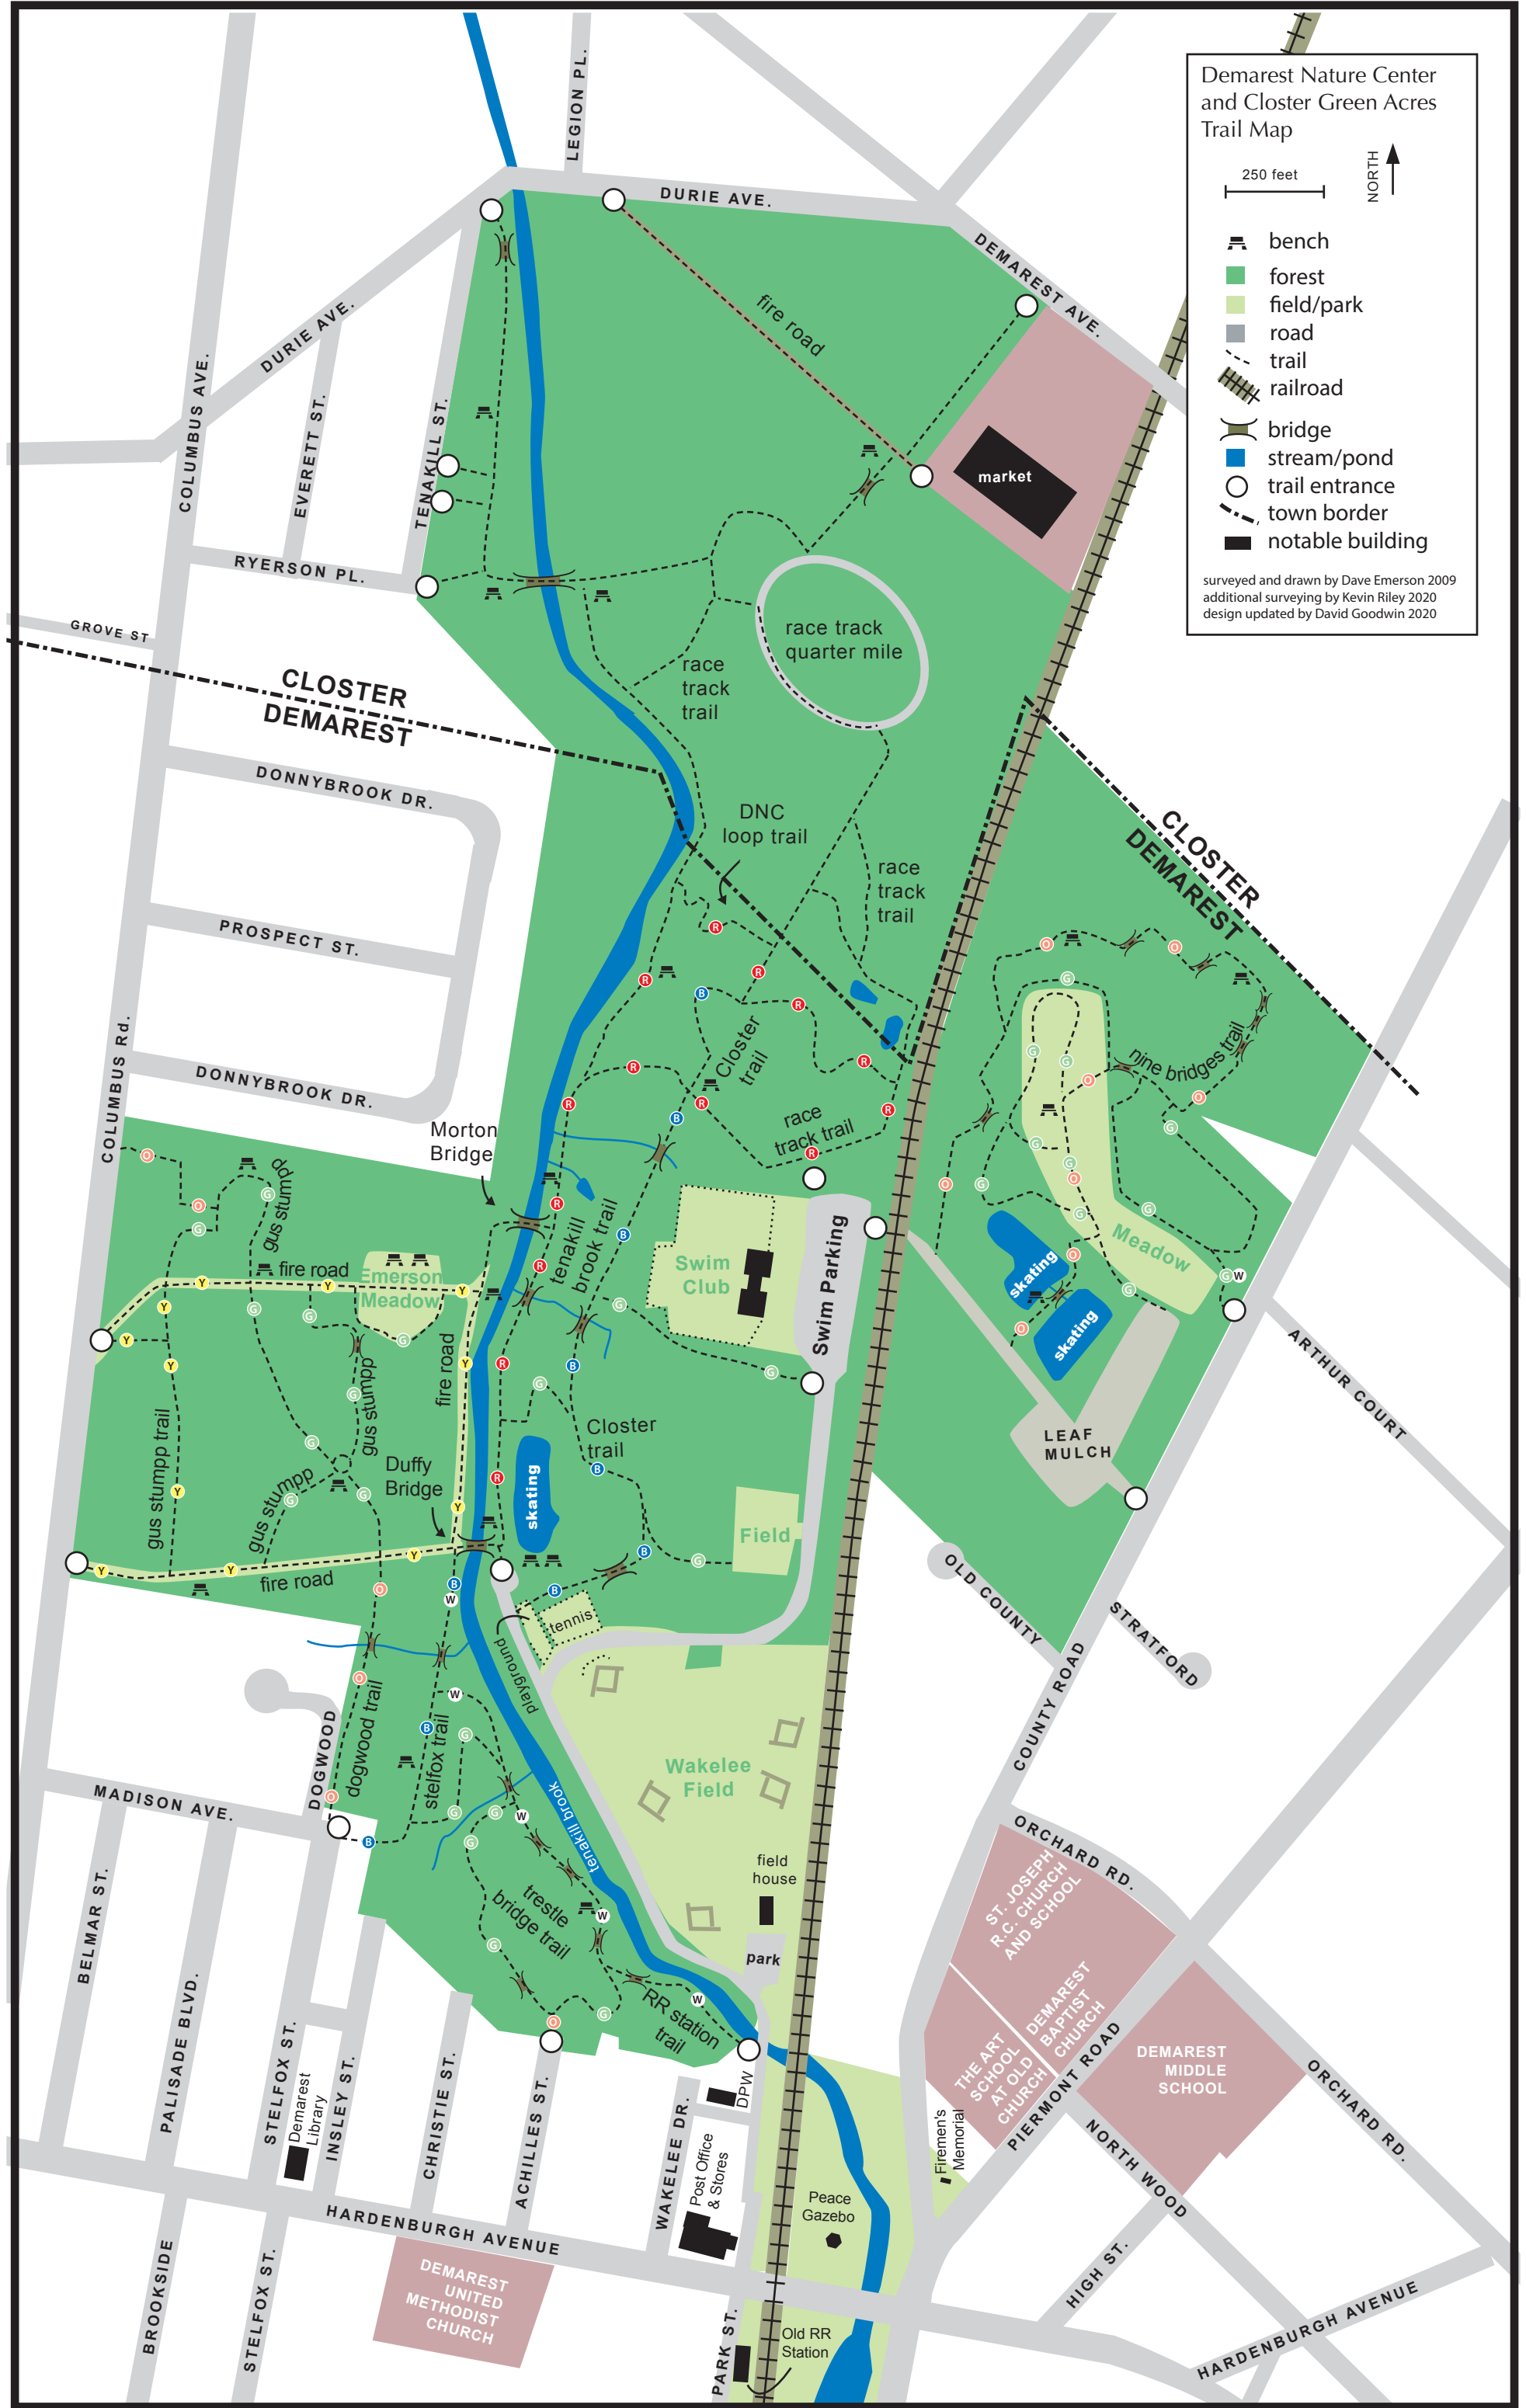 Demarest Nature Center
and Closter Green Acres
Trail Map
250 feet
NORTH
bench
forest
field/park
road
trail
railroad
bridge
stream/pond
trail entrance
town border
notable building
surveyed and drawn by Dave Emerson 2009
additional surveying by Kevin Riley 2020
design updated by David Goodwin 2020
LEGION PL.
DURIE AVE.
DEMAREST AVE.
fire road
DURIE AVE.
COLUMBUS AVE.
EVERETT ST.
TENAKILL ST.
market
RYERSON PL.
GROVE ST
race track
quarter mile
CLOSTER
DEMAREST
race
track
trail
DONNYBROOK DR.
DNC
loop trail
CLOSTER
DEMAREST
race
track
trail
PROSPECT ST.
R
O
O
R
R
G
B
R
Closter
trail
COLUMBUS Rd.
DONNYBROOK DR.
nine bridges trail
G
G
R
R
O
O
R
R
B
R
race
track trail
Morton
Bridge
G
G
O
R
G
O
G
O
G
O
R
G
G
G
gus stumpp
tenakill
brook trail
B
Swim
Club
Swim Parking
Meadow
skating
O
G
W
fire road
Emerson
Meadow
Y
Y
Y
R
G
G
Y
G
G
O
skating
Y
G
fire road
Y
Y
R
B
G
G
G
gus stumpp
ARTHUR COURT
gus stumpp trail
G
Duffy
Bridge
Closter
trail
LEAF
MULCH
gus stumpp
G
G
Y
Y
R
B
skating
Field
Y
Y
Y
fire road
B
G
O
B
W
B
tennis
playground
OLD COUNTY
STRATFORD
COUNTY ROAD
O
W
dogwood trail
B
stelfox trail
G
DOGWOOD
Wakelee
Field
MADISON AVE.
O
B
G
G
W
G
tenakill brook
ORCHARD RD.
field
house
ST. JOSEPH
R.C. CHURCH
AND SCHOOL
BELMAR ST.
trestle
bridge trail
W
G
park
PALISADE BLVD.
DEMAREST
BAPTIST
CHURCH
RR station
trail
W
G
O
STELFOX ST.
Demarest
Library
INSLEY ST.
CHRISTIE ST.
ACHILLES ST.
WAKELEE DR.
DPW
THE ART
SCHOOL
AT OLD
CHURCH
PIERMONT ROAD
DEMAREST
MIDDLE
SCHOOL
ORCHARD RD.
Firemen's
Memorial
NORTH WOOD
Post Office
& Stores
Peace
Gazebo
HARDENBURGH AVENUE
DEMAREST
UNITED
METHODIST
CHURCH
BROOKSIDE
STELFOX ST.
HIGH ST.
HARDENBURGH AVENUE
PARK ST.
Old RR
Station